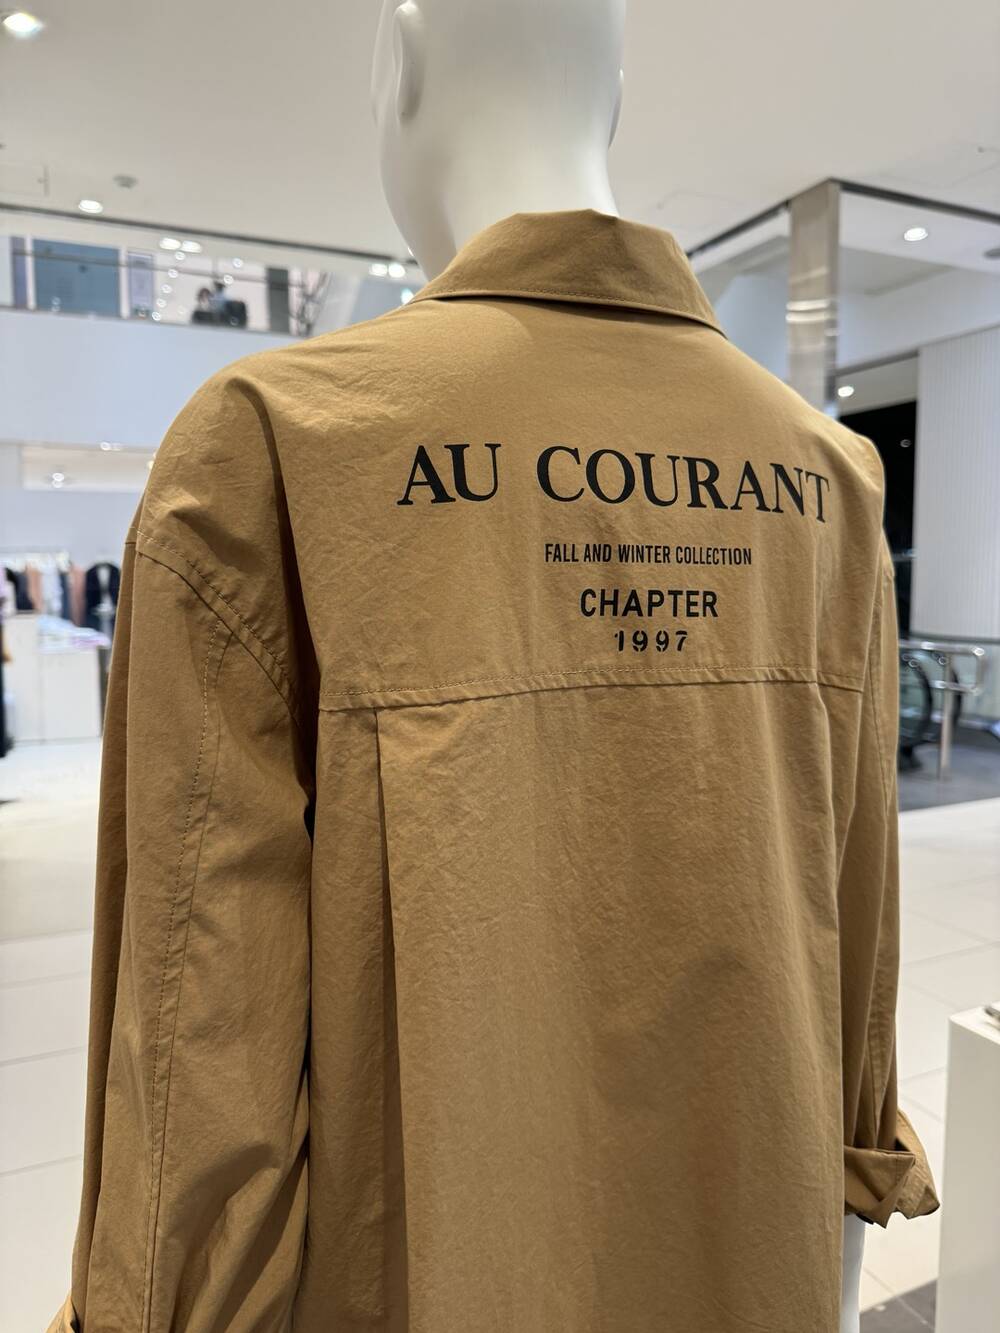 AU COURANT
FALL AND WINTER COLLECTION
CHAPTER
1997